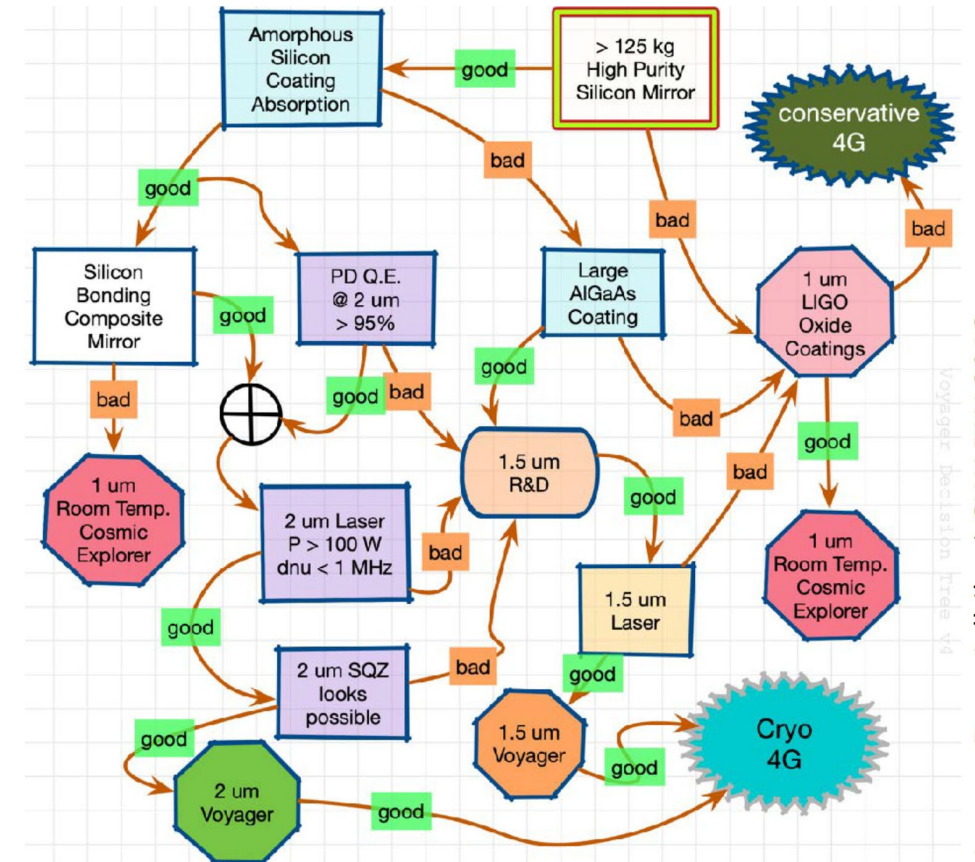 Amorphous
Silicon
Coating
Absorption
good
> 125 kg
High Purity
Silicon Mirror
conservative
4G
bad
good
bad
bad
Silicon
Bonding
Composite
Mirror
PD Q.E.
@ 2 um
> 95%
Large
AlGaAs
Coating
1 um
LIGO
Oxide
Coatings
good
good
bad
good
bad
bad
good
1 um
Room Temp.
Cosmic
Explorer
1.5 um
R&D
bad
good
2 um Laser
P > 100 W
dnu < 1 MHz
bad
1 um
Room Temp.
Cosmic
Explorer
1.5 um
Laser
good
2 um SQZ
looks
possible
bad
good
good
1.5 um
Voyager
good
Cryo
4G
2 um
Voyager
good
Voyager Decision Tree v4